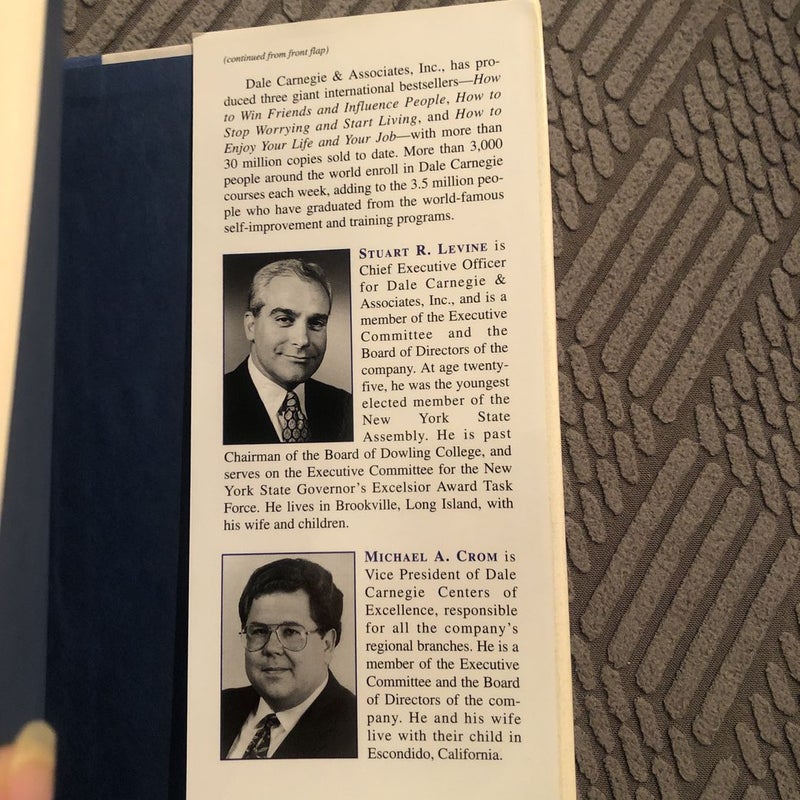 (continued from front flap)
Dale Carnegie & Associates, Inc., has pro-
duced three giant international bestsellers—How
to Win Friends and Influence People, How to
Stop Worrying and Start Living, and How to
Enjoy Your Life and Your Job—with more than
30 million copies sold to date. More than 3,000
people around the world enroll in Dale Carnegie
courses each week, adding to the 3.5 million peo-
ple who have graduated from the world-famous
self-improvement and training programs.
STUART R. LEVINE is
Chief Executive Officer
for Dale Carnegie &
Associates, Inc., and is a
member of the Executive
Committee and the
Board of Directors of the
company. At age twenty-
five, he was the youngest
elected member of the
New York State
Assembly. He is past
Chairman of the Board of Dowling College, and
serves on the Executive Committee for the New
York State Governor's Excelsior Award Task
Force. He lives in Brookville, Long Island, with
his wife and children.
MICHAEL A. CROM is
Vice President of Dale
Carnegie Centers of
Excellence, responsible
for all the company's
regional branches. He is a
member of the Executive
Committee and the Board
of Directors of the com-
pany. He and his wife
live with their child in
Escondido, California.